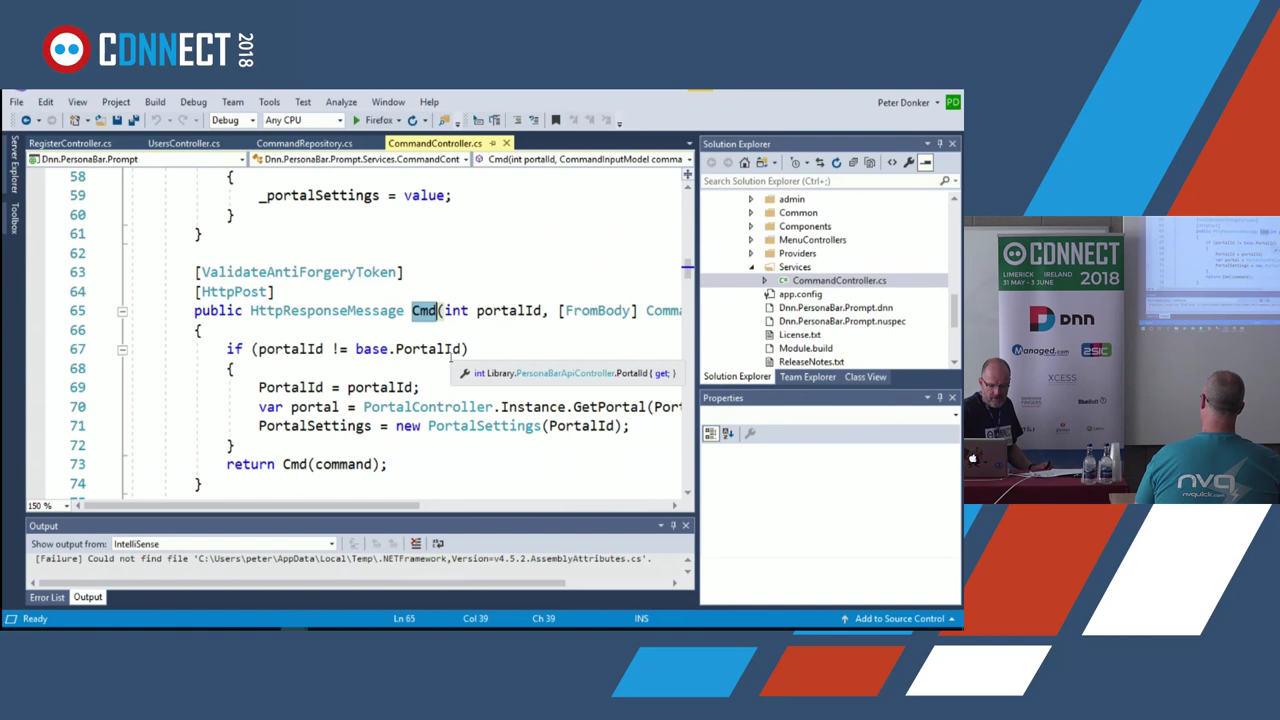 CDNNECT 2018
File Edit View Project Build Debug Team Tools Test Analyze Window Help
Peter Donker PD
Debug Any CPU Firefox
Server Explorer
Toolbox
RegisterController.cs UsersController.cs CommandRepository.cs CommandController.cs
Dnn.PersonaBar.Prompt Dnn.PersonaBar.Prompt.Services.CommandCont Cmd(int portalId, CommandInputModel comma
58 {
59 _portalSettings = value;
60 }
61 }
62
63 [ValidateAntiForgeryToken]
64 [HttpPost]
65 public HttpResponseMessage Cmd(int portalId, [FromBody] Comma
66 {
67 if (portalId != base.PortalId)
int Library.PersonaBarApiController.PortalId { get; }
68 {
69 PortalId = portalId;
70 var portal = PortalController.Instance.GetPortal(Port
71 PortalSettings = new PortalSettings(PortalId);
72 }
73 return Cmd(command);
74 }
150 %
Output
Show output from: IntelliSense
[Failure] Could not find file 'C:\Users\peter\AppData\Local\Temp\.NETFramework,Version=v4.5.2.AssemblyAttributes.cs'.
Error List Output
Ready Ln 65 Col 39 Ch 39 INS Add to Source Control
Solution Explorer
Search Solution Explorer (Ctrl+;)
admin
Common
Components
MenuControllers
Providers
Services
CommandController.cs
app.config
Dnn.PersonaBar.Prompt.dnn
Dnn.PersonaBar.Prompt.nuspec
License.txt
Module.build
ReleaseNotes.txt
Solution Explorer Team Explorer Class View
Properties
CDNNECT
LIMERICK IRELAND
31 MAY - 3 JUNE 2018
dnn
Managed.com
2SIC
XCESS
nvq
nvquick.com